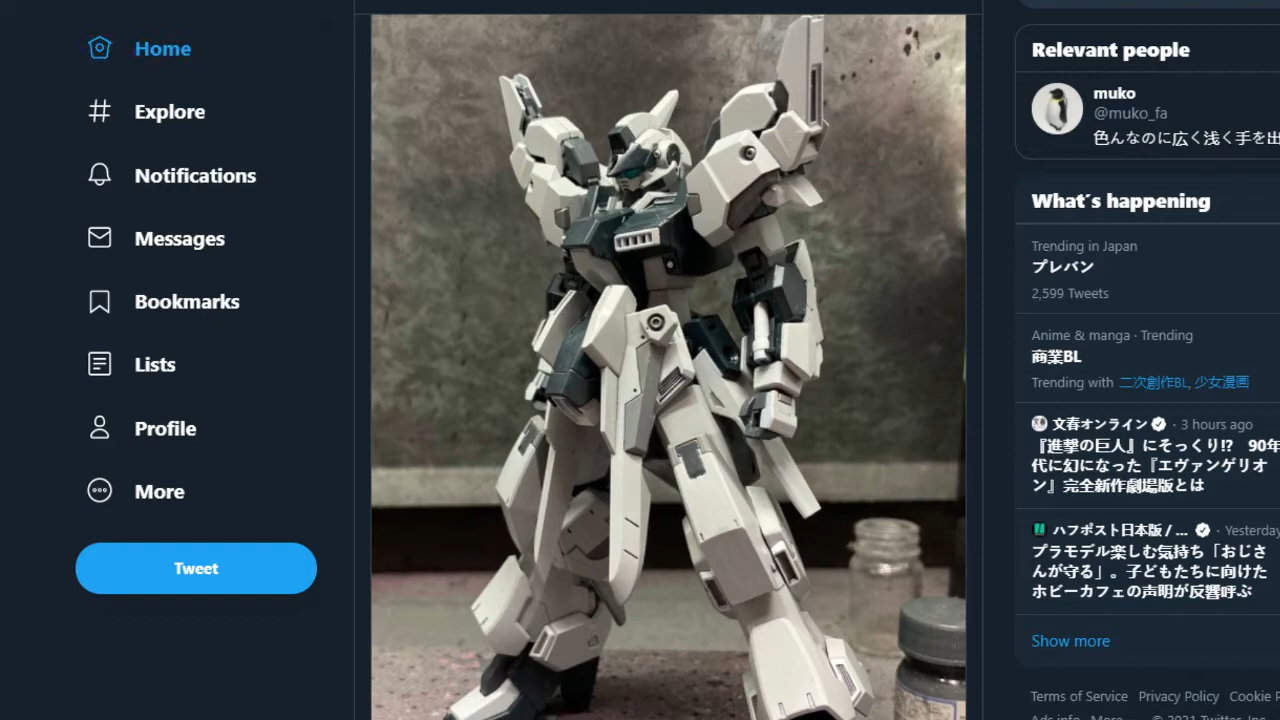 Home
Explore
Notifications
Messages
Bookmarks
Lists
Profile
More
Tweet
Relevant people
muko
@muko_fa
色んなのに広く浅く手を出
What's happening
Trending in Japan
プレバン
2,599 Tweets
Anime & manga · Trending
商業BL
Trending with 二次創作BL, 少女漫画
文春オンライン · 3 hours ago
『進撃の巨人』にそっくり!? 90年
代に幻になった『エヴァンゲリオ
ン』完全新作劇場版とは
ハフポスト日本版 / ... · Yesterday
プラモデル楽しむ気持ち「おじさ
んが守る」。子どもたちに向けた
ホビーカフェの声明が反響呼ぶ
Show more
Terms of Service Privacy Policy Cookie P
Ads info More © 2021 Twitter, Inc.